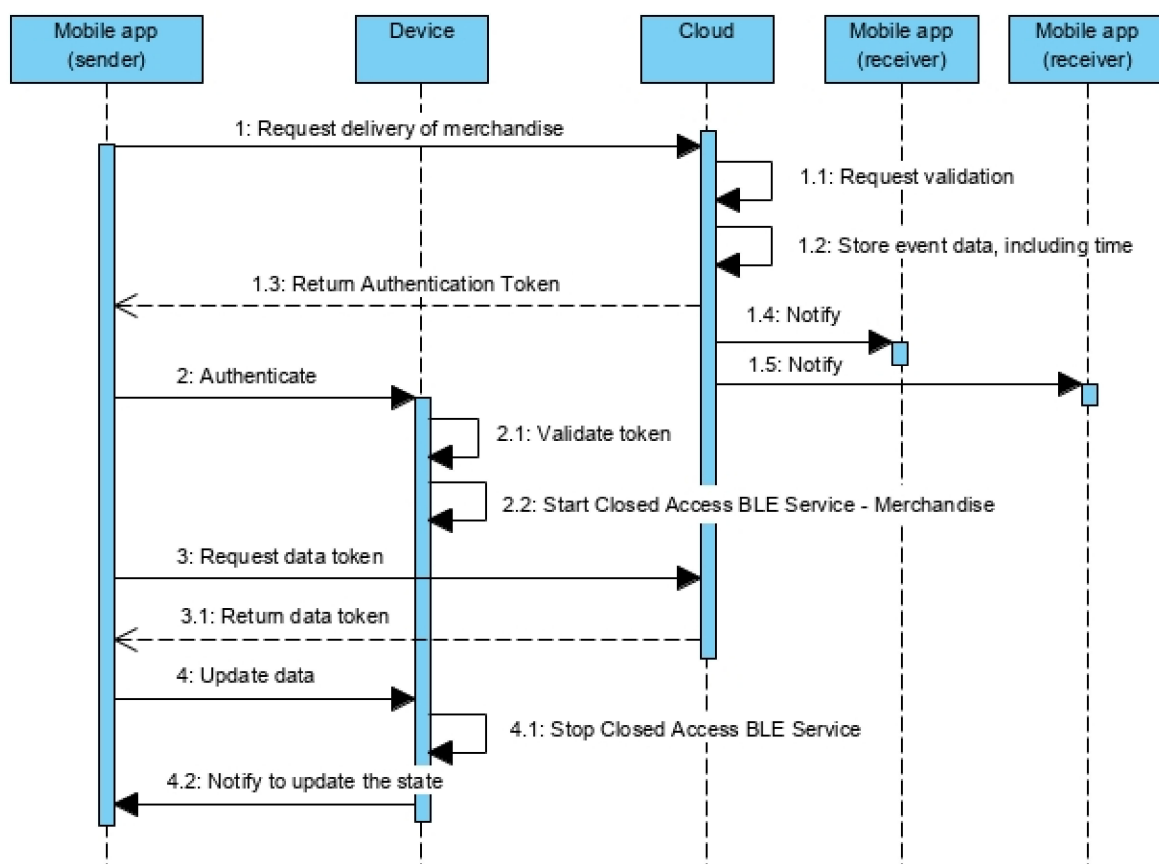 Mobile app
(sender)
Device
Cloud
Mobile app
(receiver)
Mobile app
(receiver)
1: Request delivery of merchandise
1.1: Request validation
1.2: Store event data, including time
1.3: Return Authentication Token
1.4: Notify
1.5: Notify
2: Authenticate
2.1: Validate token
2.2: Start Closed Access BLE Service - Merchandise
3: Request data token
3.1: Return data token
4: Update data
4.1: Stop Closed Access BLE Service
4.2: Notify to update the state